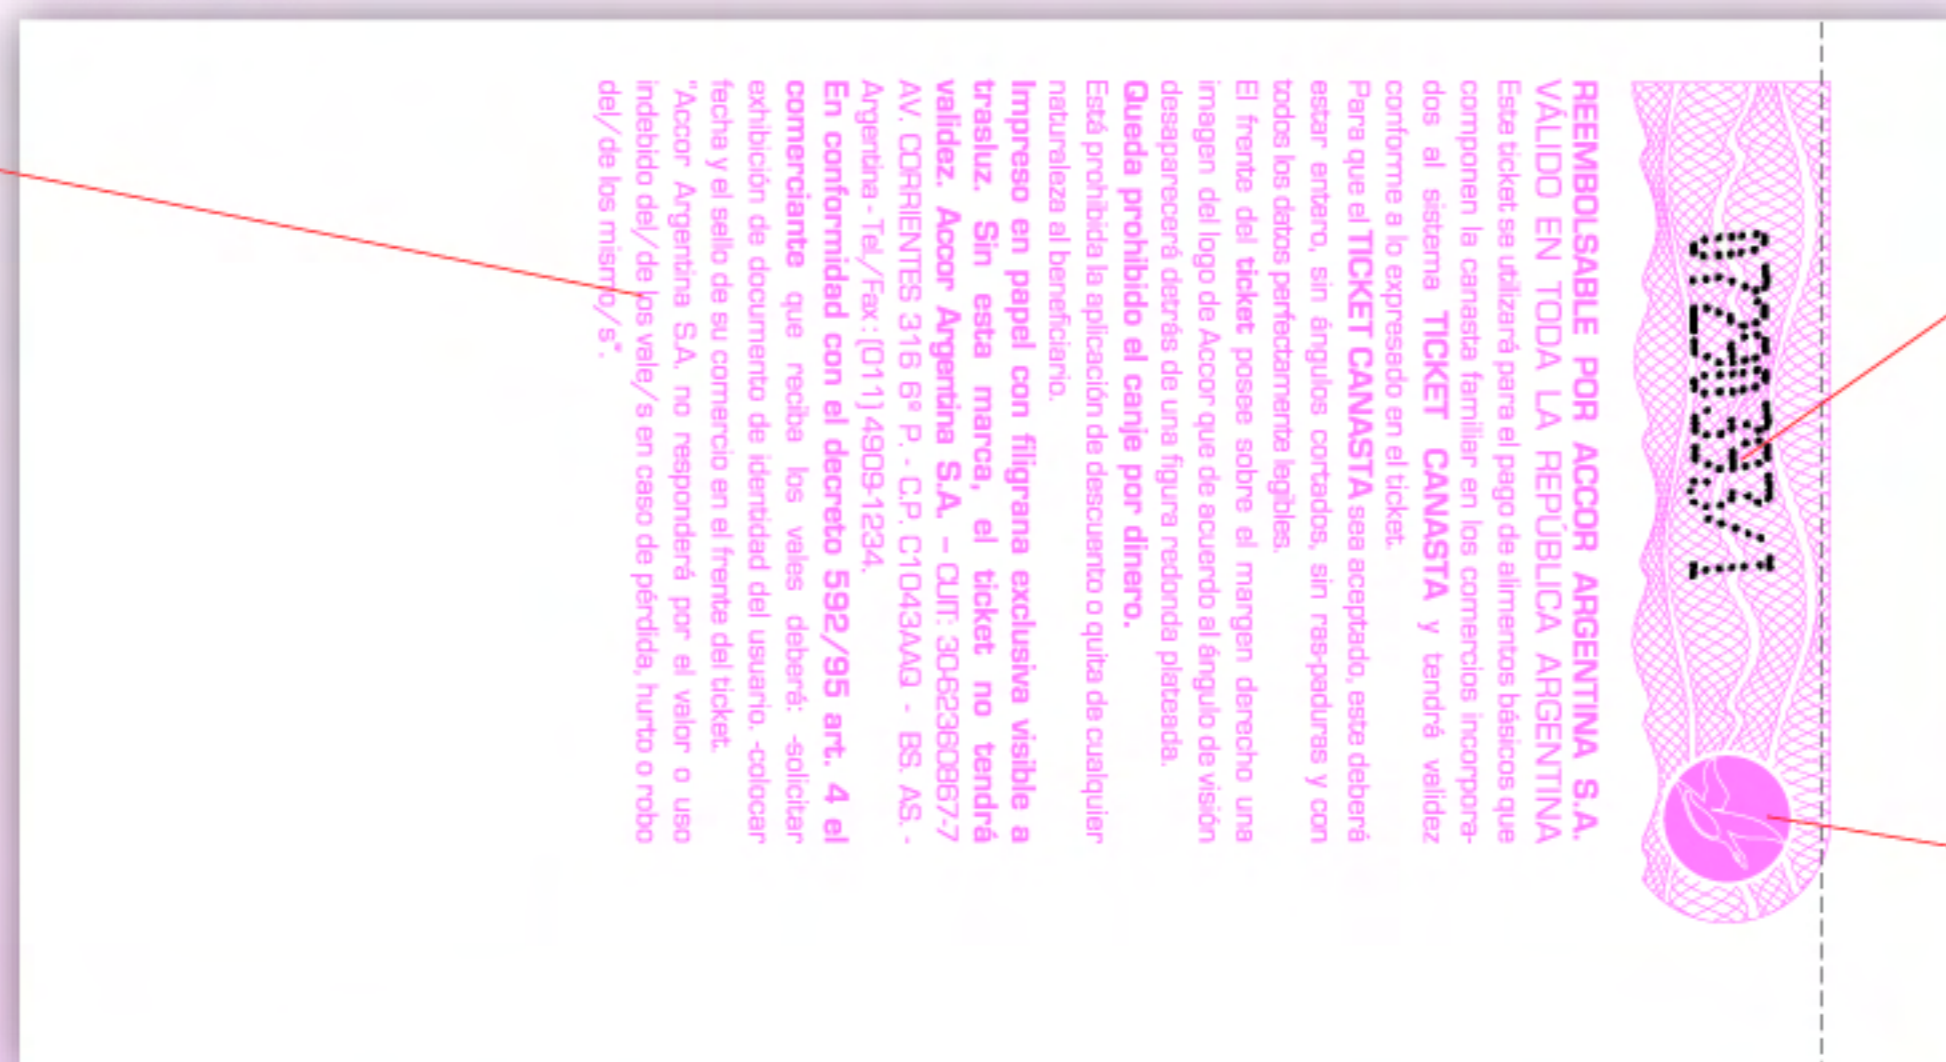 REEMBOLSABLE POR ACCOR ARGENTINA S.A.
VÁLIDO EN TODA LA REPÚBLICA ARGENTINA
Este ticket se utilizará para el pago de alimentos básicos que
componen la canasta familiar en los comercios incorpora-
dos al sistema TICKET CANASTA y tendrá validez
conforme a lo expresado en el ticket.
Para que el TICKET CANASTA sea aceptado, este deberá
estar entero, sin ángulos cortados, sin ras-paduras y con
todos los datos perfectamente legibles.
El frente del ticket posee sobre el margen derecho una
imagen del logo de Accor que de acuerdo al ángulo de visión
desaparecerá detrás de una figura redonda plateada.
Queda prohibido el canje por dinero.
Está prohibida la aplicación de descuento o quita de cualquier
naturaleza al beneficiario.
Impreso en papel con filigrana exclusiva visible a
trasluz. Sin esta marca, el ticket no tendrá
validez. Accor Argentina S.A. – CUIT: 30-62360867-7
AV. CORRIENTES 316 6º P. - C.P. C1043AAQ - BS. AS. -
Argentina - Tel/Fax: (011) 4909-1234.
En conformidad con el decreto 592/95 art. 4 el
comerciante que reciba los vales deberá: -solicitar
exhibición de documento de identidad del usuario. -colocar
fecha y el sello de su comercio en el frente del ticket.
"Accor Argentina S.A. no responderá por el valor o uso
indebido del/de los vale/s en caso de pérdida, hurto o robo
del/de los mismo/s".